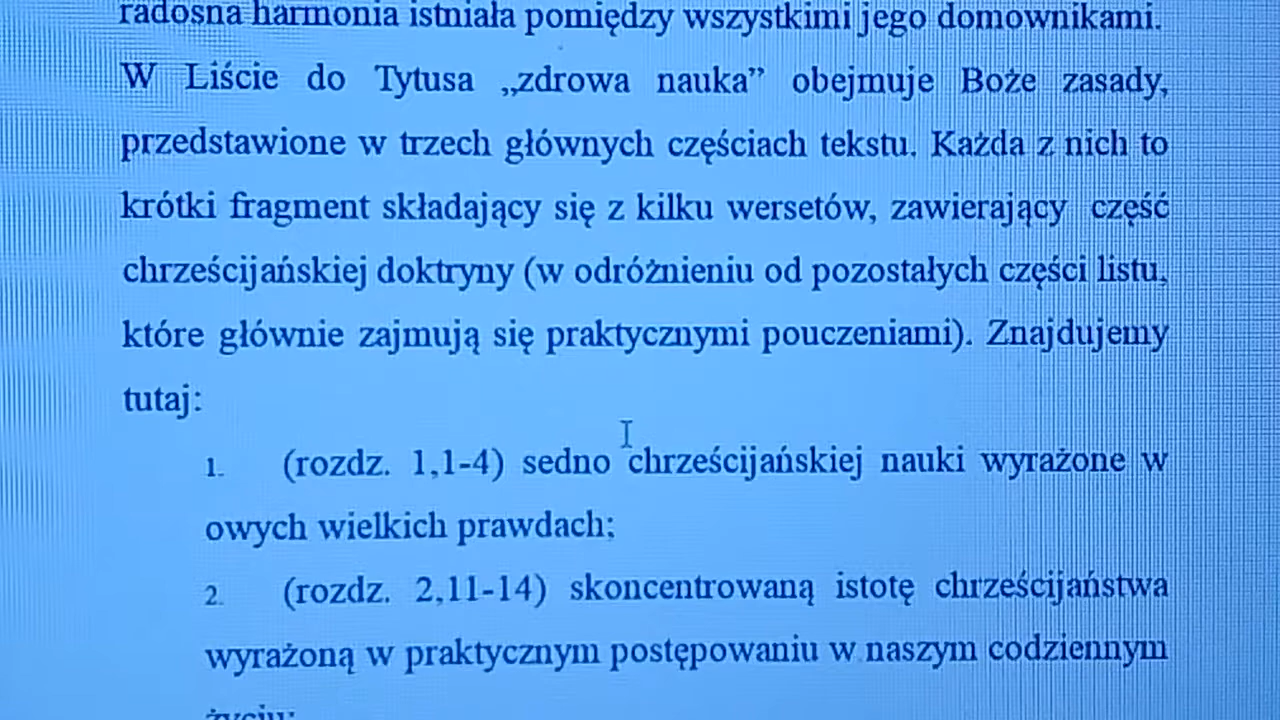 radosna harmonia istniała pomiędzy wszystkimi jego domownikami.
W Liście do Tytusa „zdrowa nauka” obejmuje Boże zasady,
przedstawione w trzech głównych częściach tekstu. Każda z nich to
krótki fragment składający się z kilku wersetów, zawierający część
chrześcijańskiej doktryny (w odróżnieniu od pozostałych części listu,
które głównie zajmują się praktycznymi pouczeniami). Znajdujemy
tutaj:
1. (rozdz. 1,1-4) sedno chrześcijańskiej nauki wyrażone w
owych wielkich prawdach;
2. (rozdz. 2,11-14) skoncentrowaną istotę chrześcijaństwa
wyrażoną w praktycznym postępowaniu w naszym codziennym
życiu;